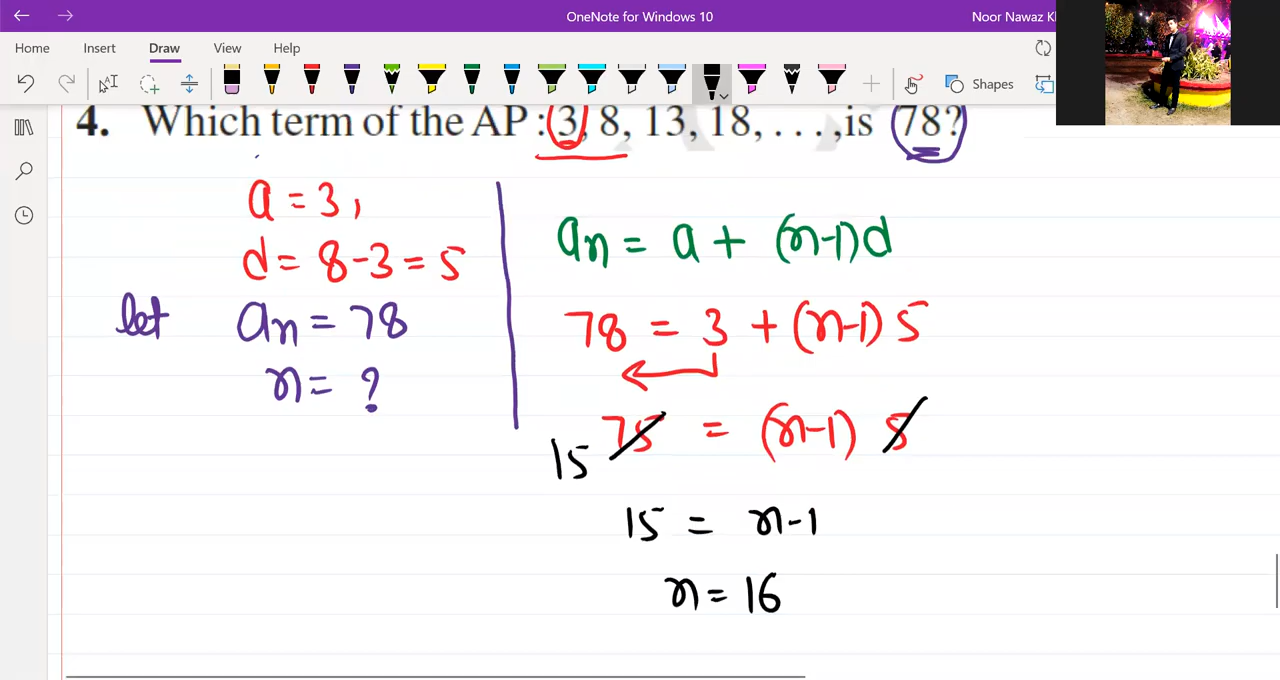 OneNote for Windows 10
Noor Nawaz K
Home Insert Draw View Help
Shapes
4. Which term of the AP : 3, 8, 13, 18, . . . ,is 78?
a = 3,
d = 8-3 = 5
let an = 78
n = ?
an = a + (n-1)d
78 = 3 + (n-1) 5
15 75 = (n-1) 5
15 = n-1
n = 16